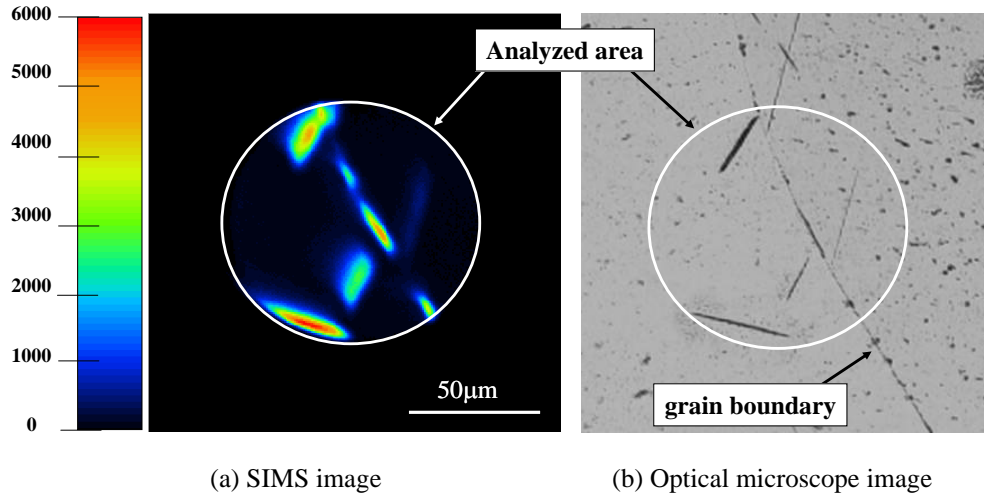 6000
5000
4000
3000
2000
1000
0
Analyzed area
50μm
grain boundary
(a) SIMS image
(b) Optical microscope image